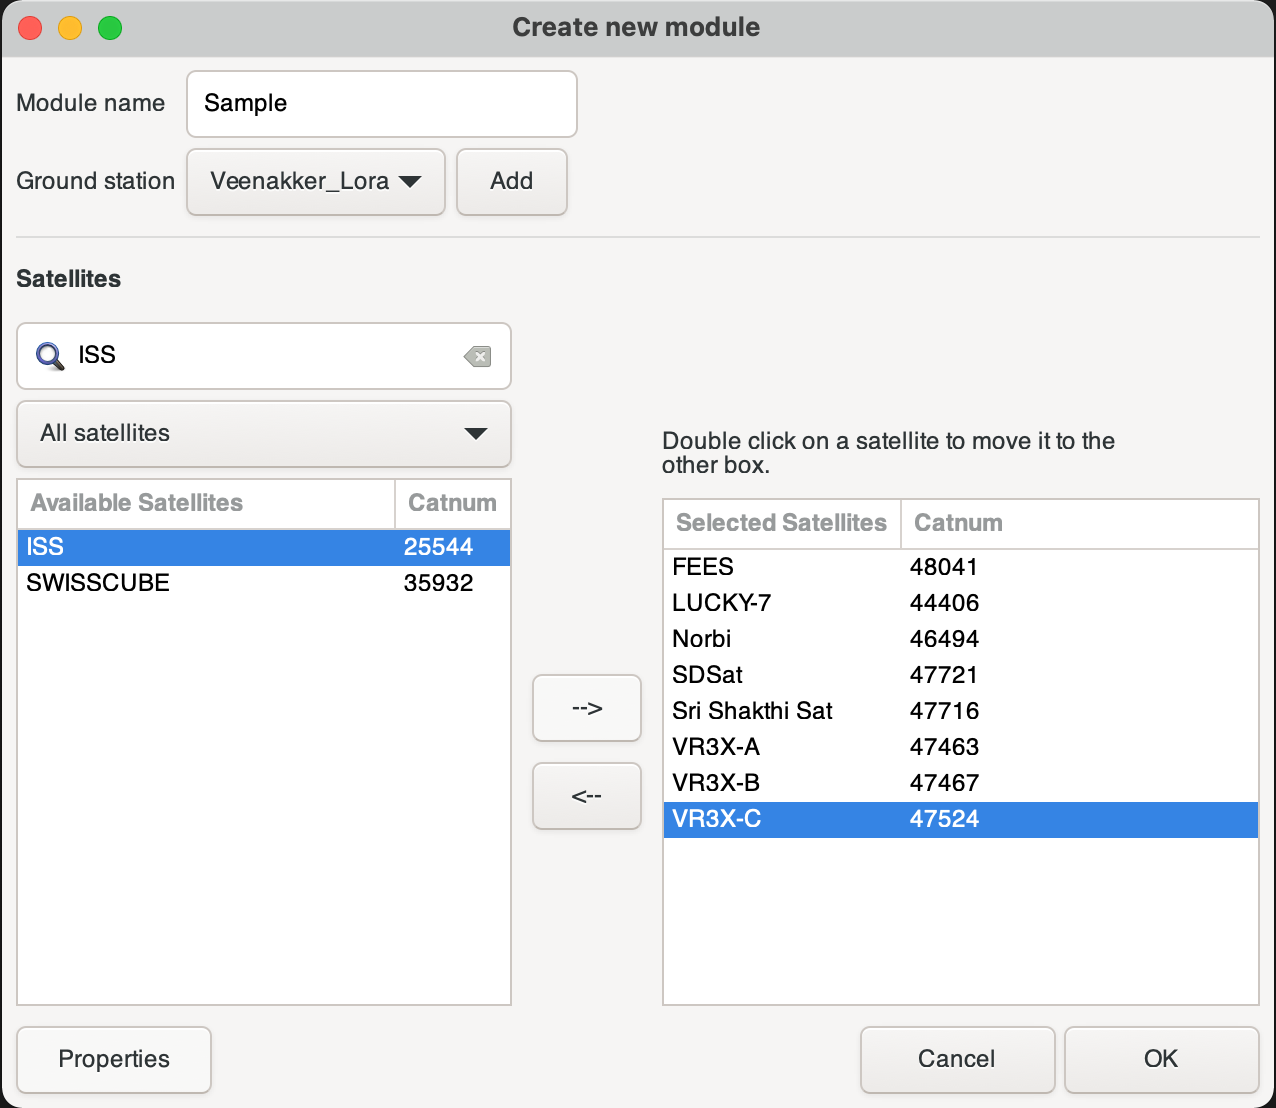 Create new module
Module name Sample
Ground station Veenakker_Lora Add
Satellites
ISS
All satellites
Available Satellites Catnum
ISS 25544
SWISSCUBE 35932
-->
<--
Double click on a satellite to move it to the
other box.
Selected Satellites Catnum
FEES 48041
LUCKY-7 44406
Norbi 46494
SDSat 47721
Sri Shakthi Sat 47716
VR3X-A 47463
VR3X-B 47467
VR3X-C 47524
Properties Cancel OK